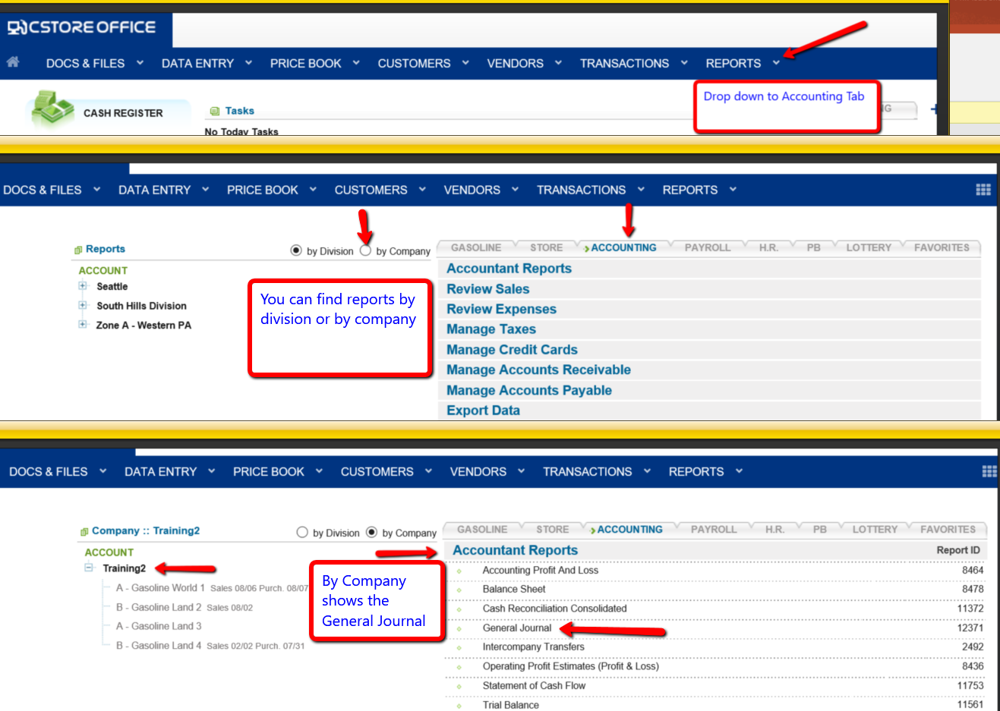 CSTOREOFFICE
DOCS & FILES DATA ENTRY PRICE BOOK CUSTOMERS VENDORS TRANSACTIONS REPORTS
Drop down to Accounting Tab
CASH REGISTER
Tasks
No Today Tasks
DOCS & FILES DATA ENTRY PRICE BOOK CUSTOMERS VENDORS TRANSACTIONS REPORTS
Reports
by Division by Company
GASOLINE STORE ACCOUNTING PAYROLL H.R. PB LOTTERY FAVORITES
ACCOUNT
Seattle
South Hills Division
Zone A - Western PA
You can find reports by
division or by company
Accountant Reports
Review Sales
Review Expenses
Manage Taxes
Manage Credit Cards
Manage Accounts Receivable
Manage Accounts Payable
Export Data
DOCS & FILES DATA ENTRY PRICE BOOK CUSTOMERS VENDORS TRANSACTIONS REPORTS
Company :: Training2
by Division by Company
GASOLINE STORE ACCOUNTING PAYROLL H.R. PB LOTTERY FAVORITES
ACCOUNT
Training2
A - Gasoline World 1 Sales 08/06 Purch. 08/07
B - Gasoline Land 2 Sales 08/02
A - Gasoline Land 3
B - Gasoline Land 4 Sales 02/02 Purch. 07/31
By Company
shows the
General Journal
Accountant Reports Report ID
Accounting Profit And Loss 8464
Balance Sheet 8478
Cash Reconciliation Consolidated 11372
General Journal 12371
Intercompany Transfers 2492
Operating Profit Estimates (Profit & Loss) 8436
Statement of Cash Flow 11753
Trial Balance 11561